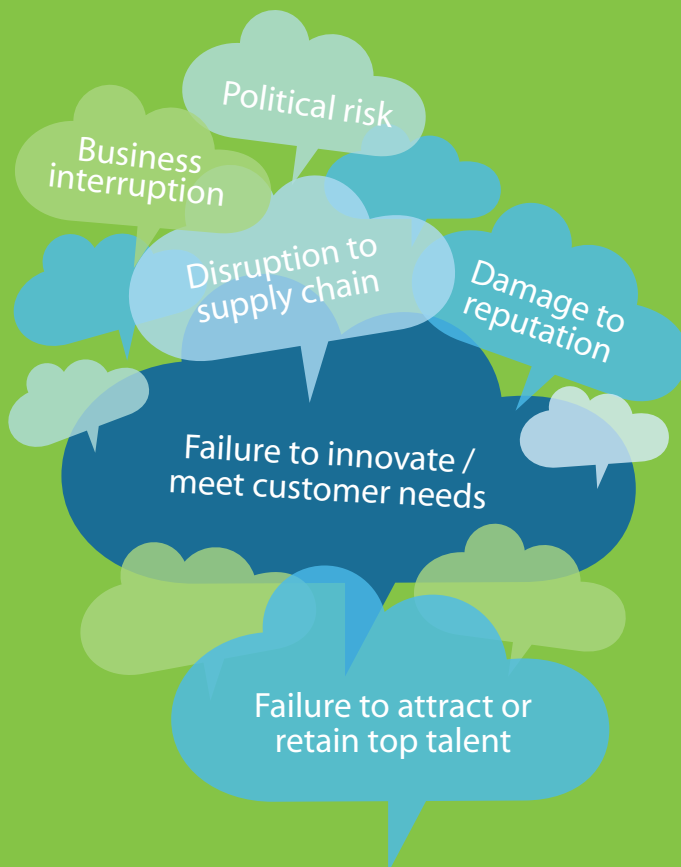 Political risk
Business
interruption
Disruption to
supply chain
Damage to
reputation
Failure to innovate /
meet customer needs
Failure to attract or
retain top talent